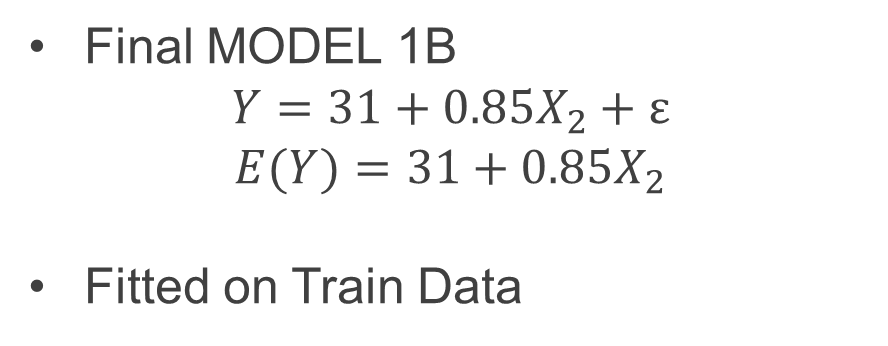 • Final MODEL 1B
Y = 31 + 0.85X₂ + ε
E(Y) = 31 + 0.85X₂
• Fitted on Train Data